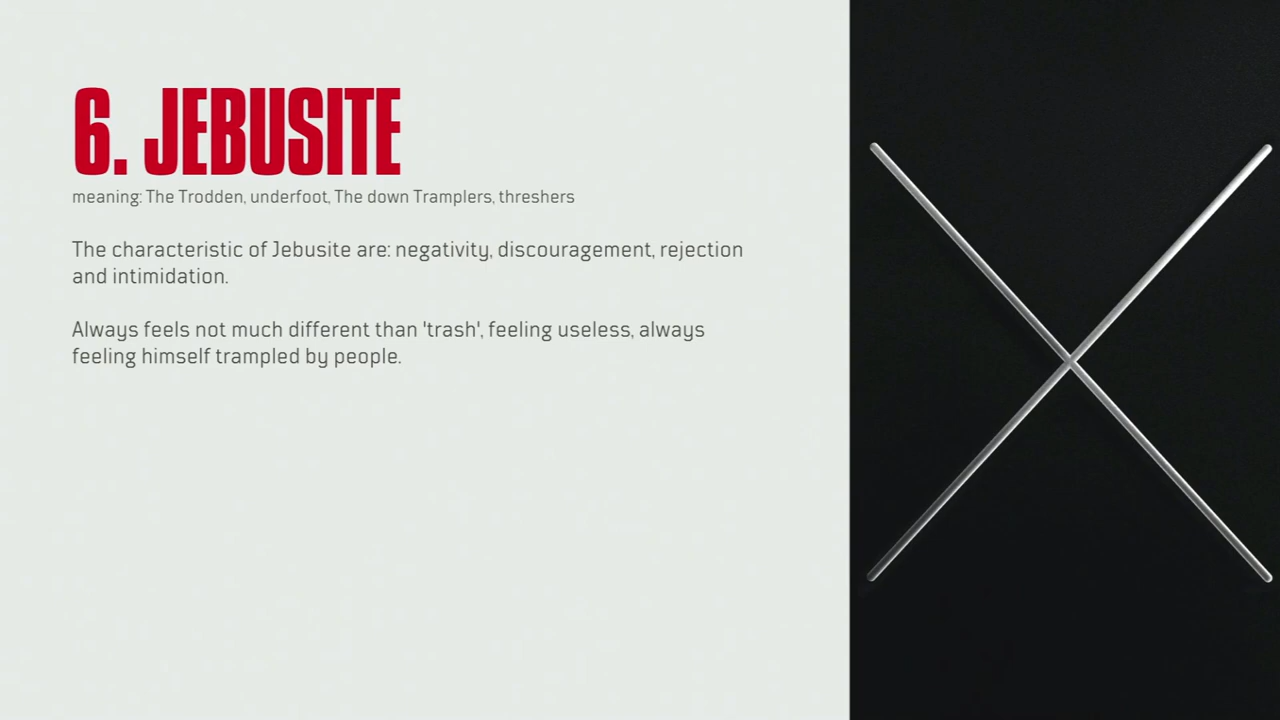 6. JEBUSITE
meaning: The Trodden, underfoot, The down Tramplers, threshers
The characteristic of Jebusite are: negativity, discouragement, rejection
and intimidation.
Always feels not much different than 'trash', feeling useless, always
feeling himself trampled by people.